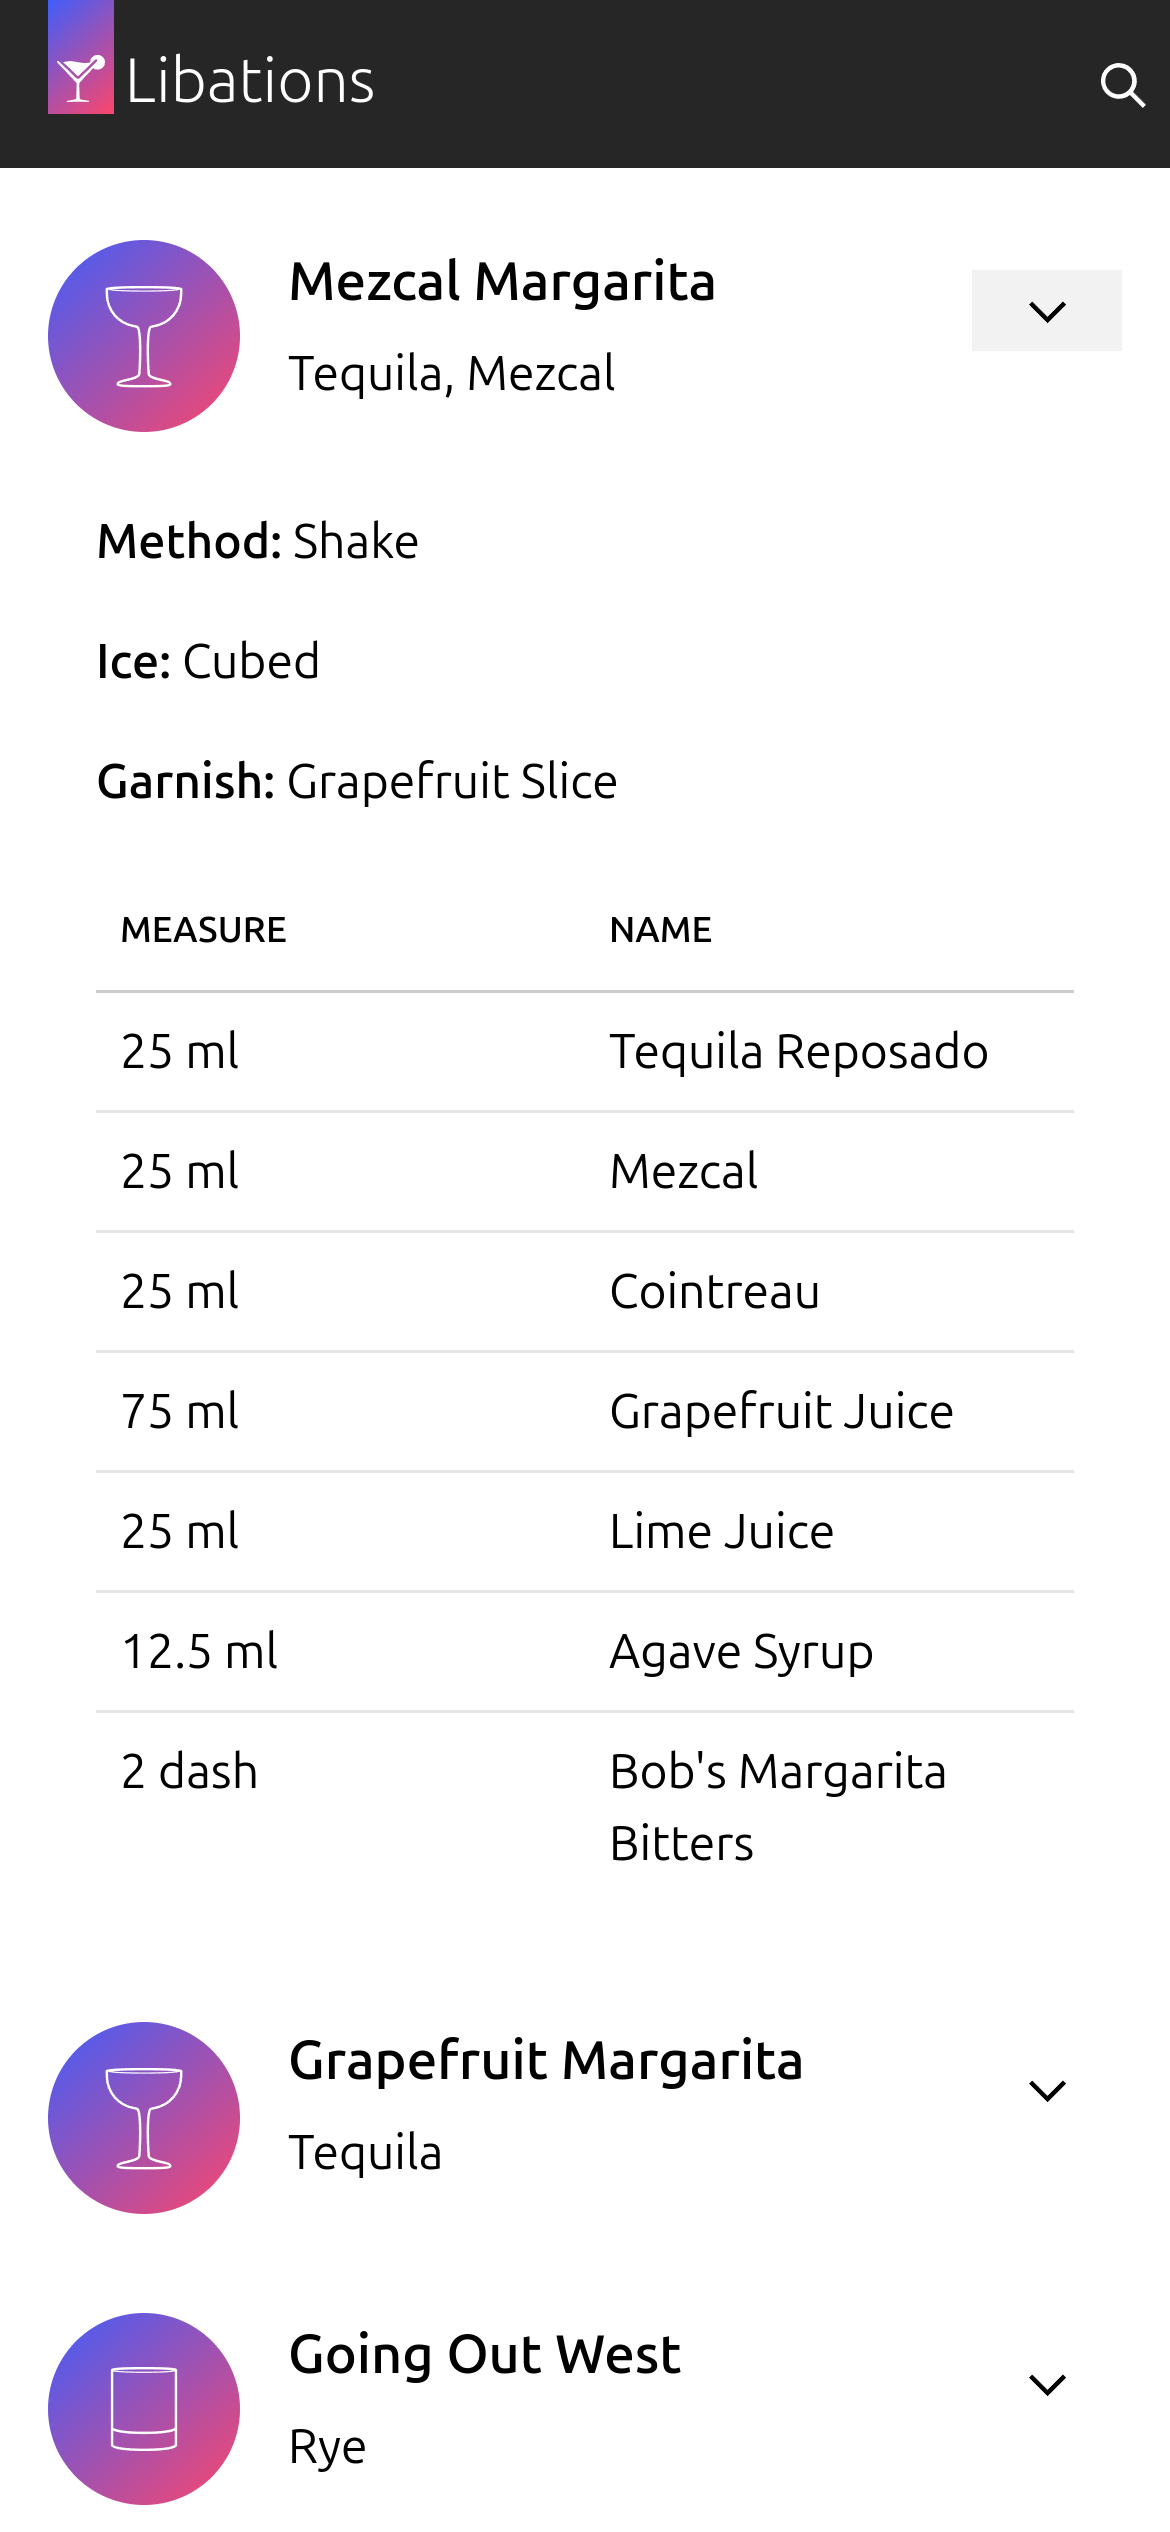 Libations
Mezcal Margarita
Tequila, Mezcal
Method: Shake
Ice: Cubed
Garnish: Grapefruit Slice
MEASURE NAME
25 ml Tequila Reposado
25 ml Mezcal
25 ml Cointreau
75 ml Grapefruit Juice
25 ml Lime Juice
12.5 ml Agave Syrup
2 dash Bob's Margarita
Bitters
Grapefruit Margarita
Tequila
Going Out West
Rye